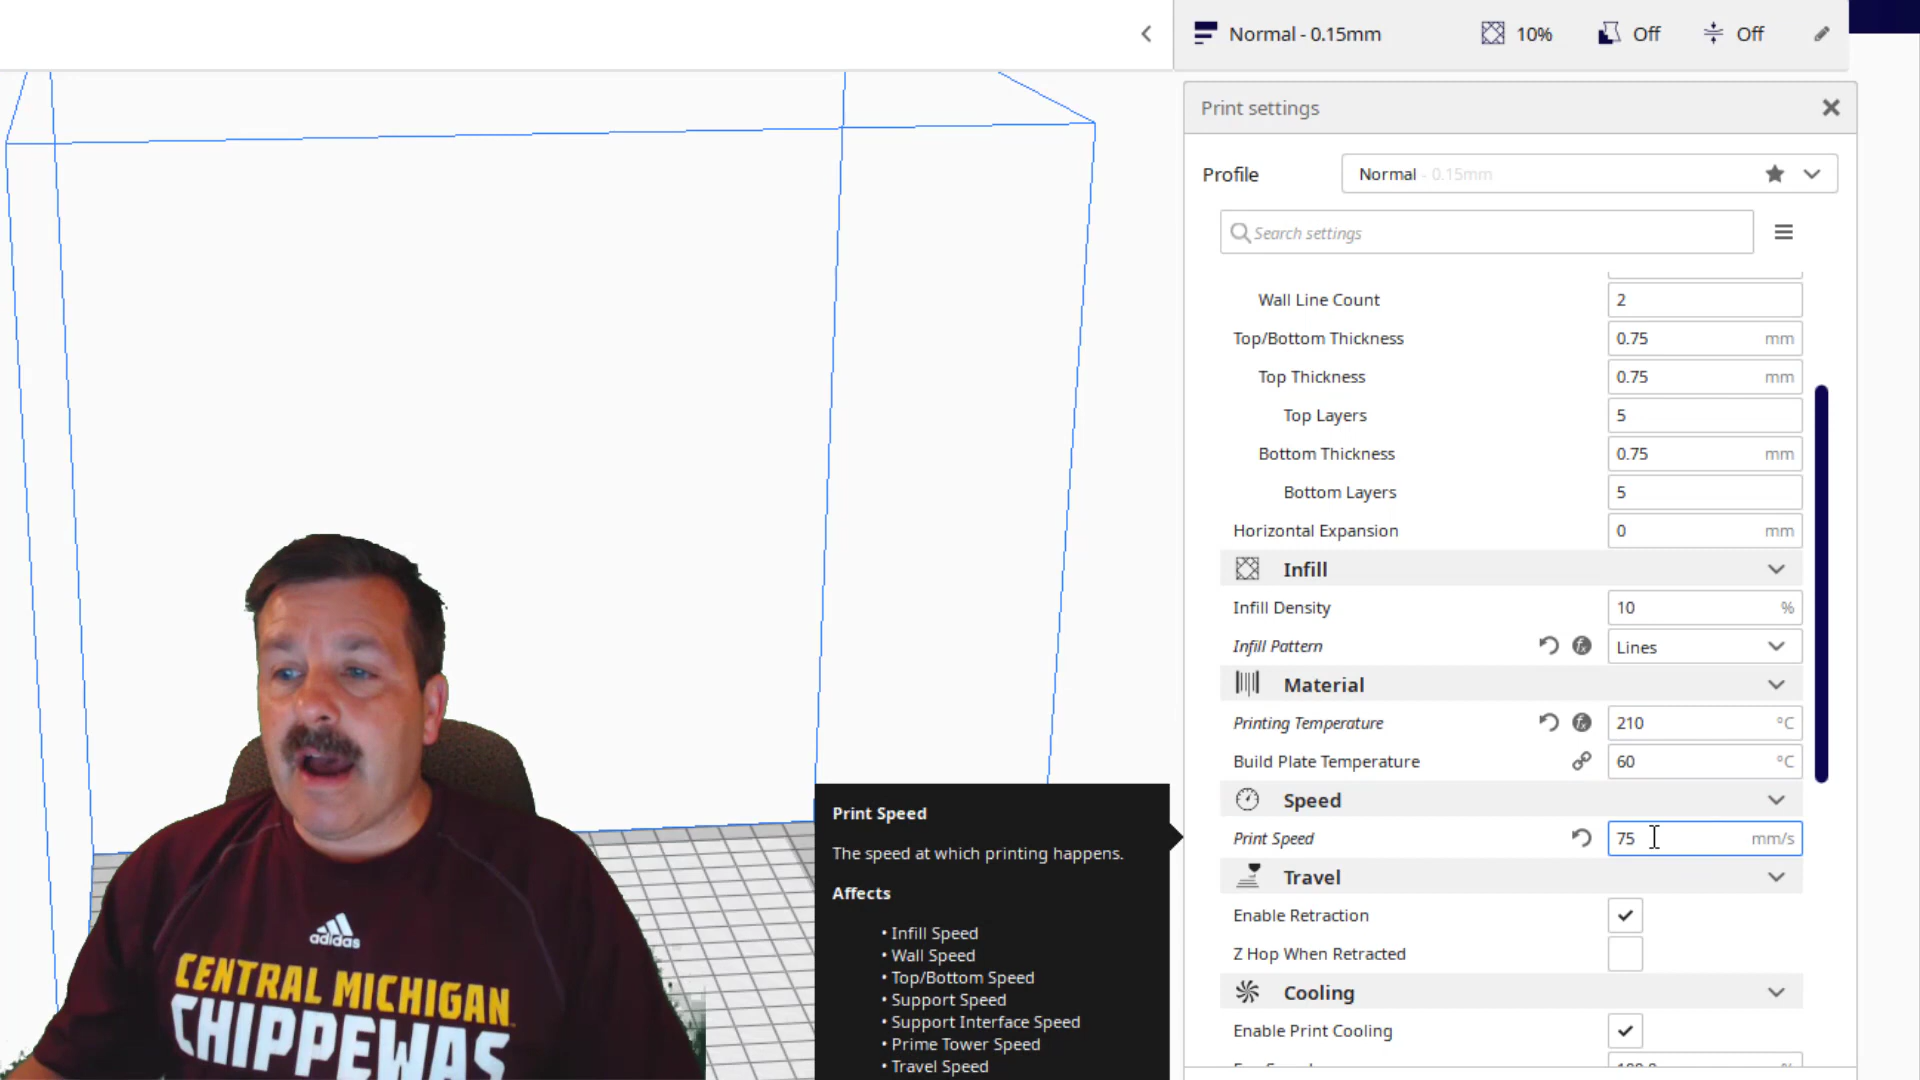 Normal - 0.15mm 10% Off Off
Print settings
Profile Normal - 0.15mm
Search settings
Wall Line Count 2
Top/Bottom Thickness 0.75 mm
Top Thickness 0.75 mm
Top Layers 5
Bottom Thickness 0.75 mm
Bottom Layers 5
Horizontal Expansion 0 mm
Infill
Infill Density 10 %
Infill Pattern Lines
Material
Printing Temperature 210 °C
Build Plate Temperature 60 °C
Speed
Print Speed 75 mm/s
Travel
Enable Retraction
Z Hop When Retracted
Cooling
Enable Print Cooling
Print Speed
The speed at which printing happens.
Affects
• Infill Speed
• Wall Speed
• Top/Bottom Speed
• Support Speed
• Support Interface Speed
• Prime Tower Speed
• Travel Speed
adidas
CENTRAL MICHIGAN
CHIPPEWAS